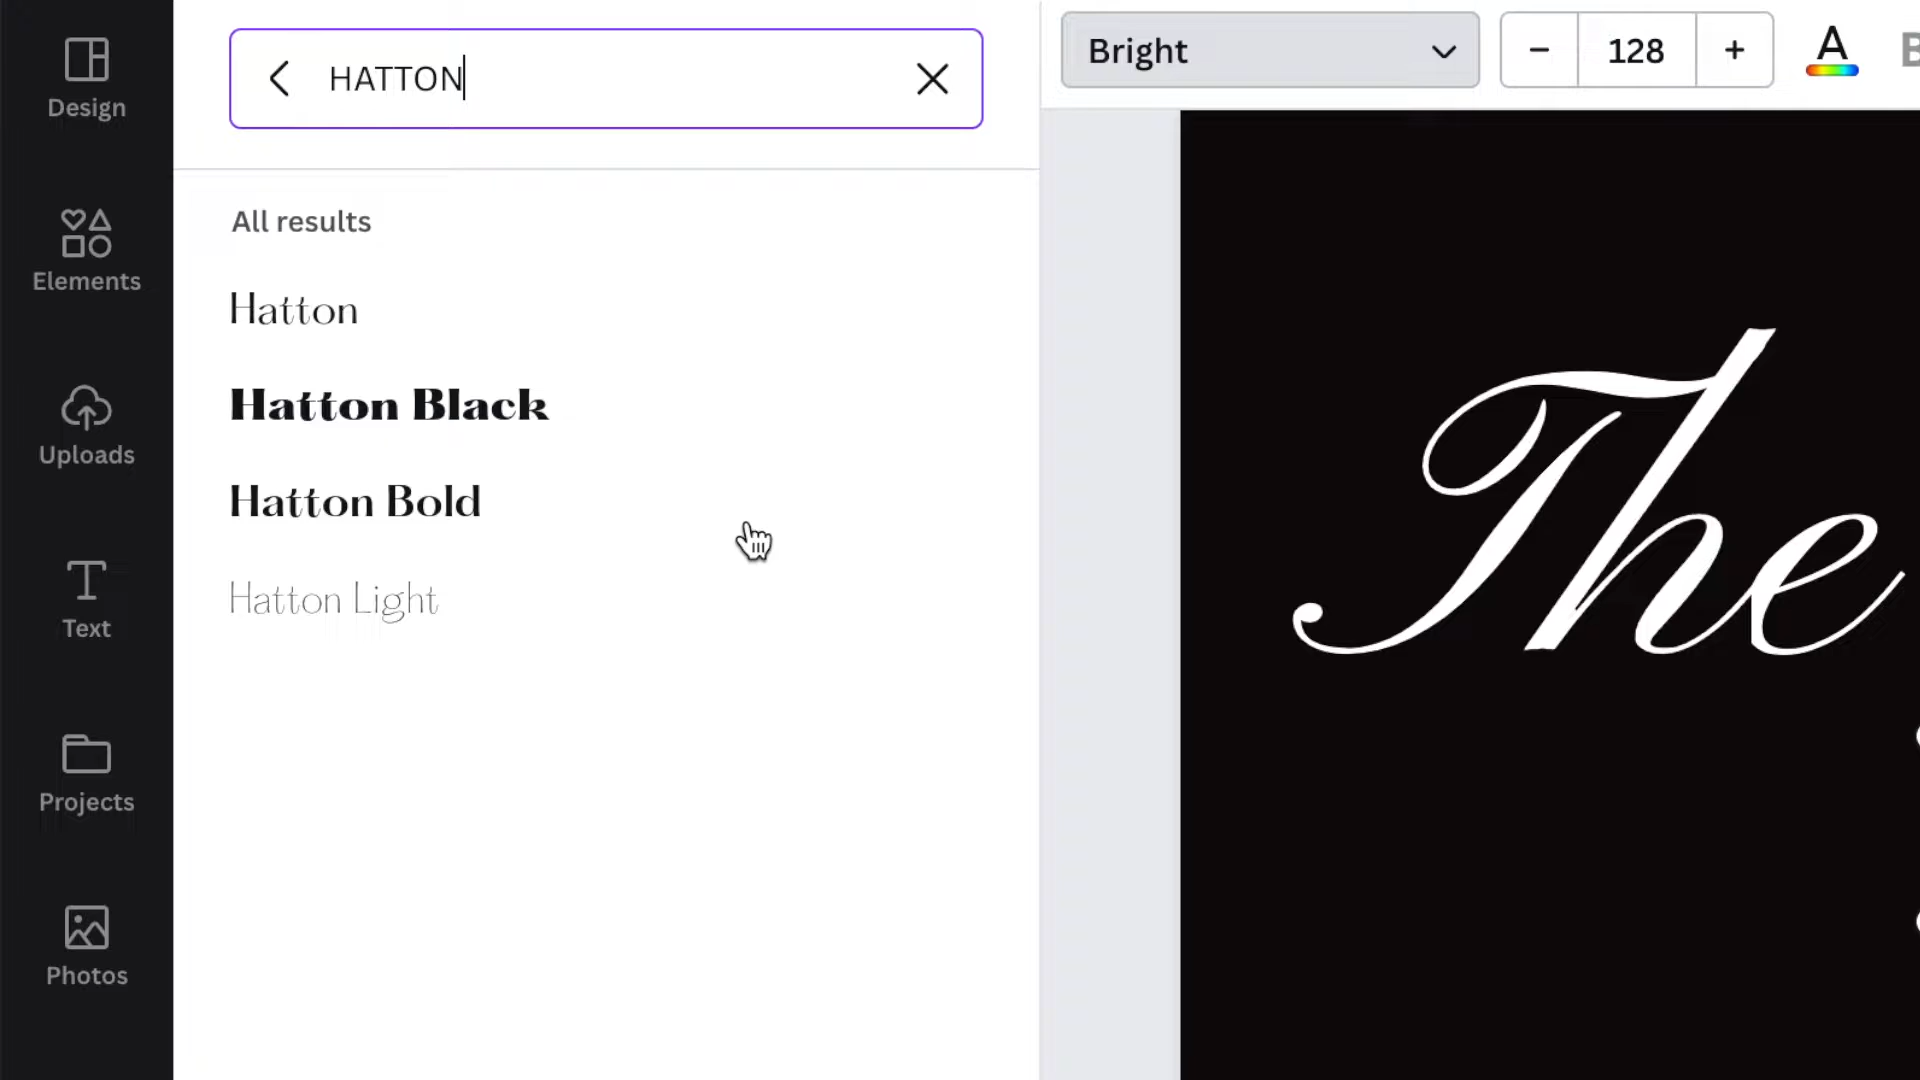 Design
Elements
Uploads
Text
Projects
Photos
HATTON
All results
Hatton
Hatton Black
Hatton Bold
Hatton Light
Bright
128
A
B
The